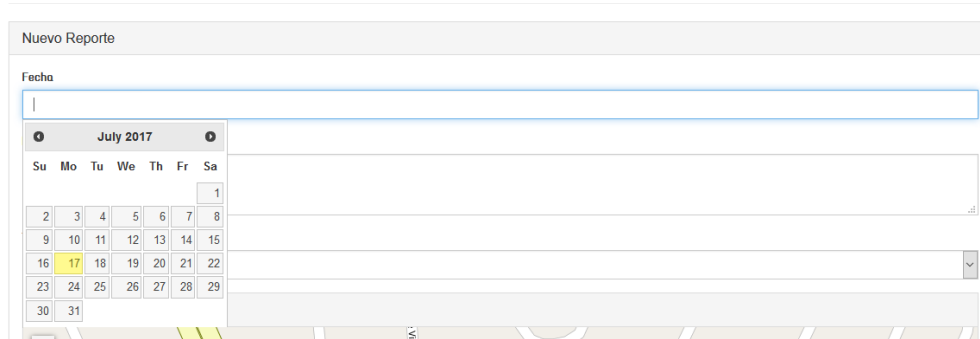 Nuevo Reporte
Fecha
July 2017
Su Mo Tu We Th Fr Sa
1
2 3 4 5 6 7 8
9 10 11 12 13 14 15
16 17 18 19 20 21 22
23 24 25 26 27 28 29
30 31